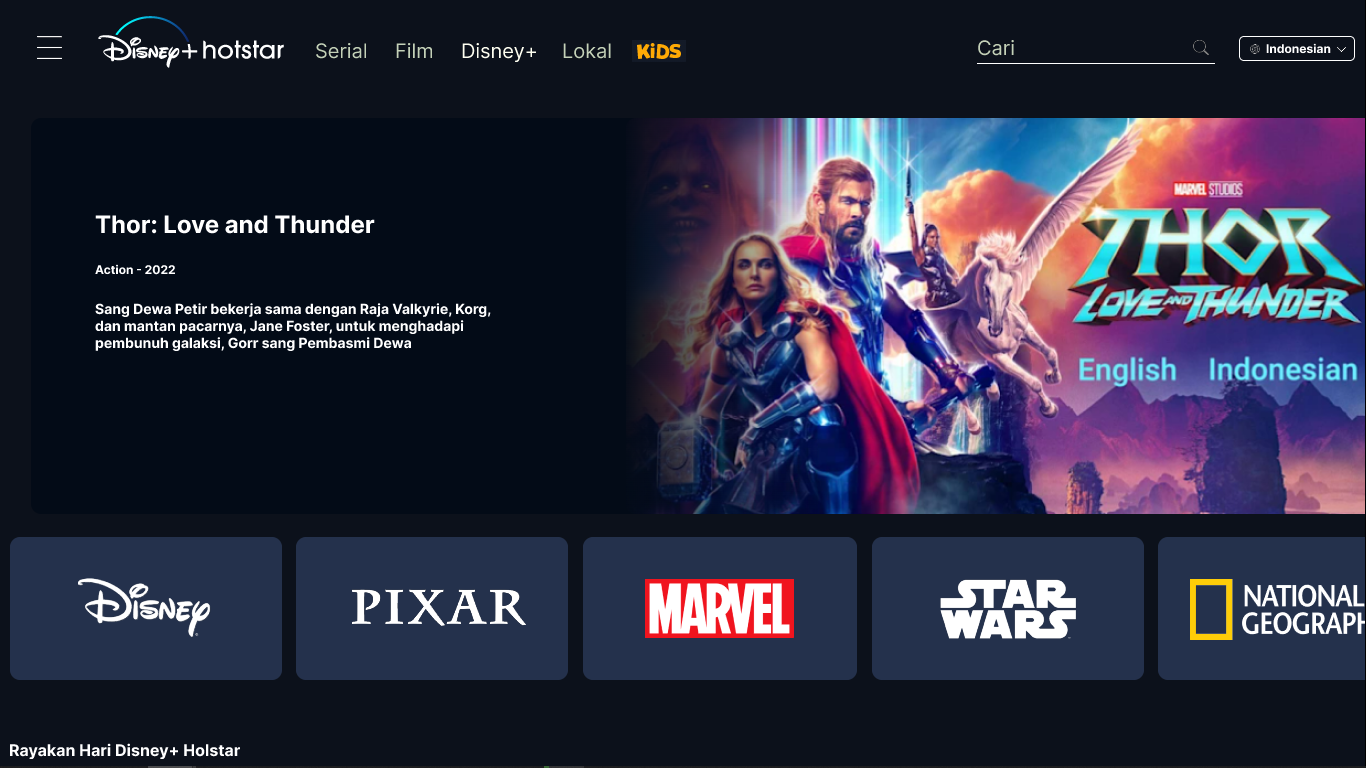 Disney+ hotstar Serial Film Disney+ Lokal KiDS Cari Indonesian
MARVEL STUDIOS
THOR
LOVE AND THUNDER
English Indonesian
Thor: Love and Thunder
Action - 2022
Sang Dewa Petir bekerja sama dengan Raja Valkyrie, Korg,
dan mantan pacarnya, Jane Foster, untuk menghadapi
pembunuh galaksi, Gorr sang Pembasmi Dewa
Disney
PIXAR
MARVEL
STAR
WARS
NATIONAL
GEOGRAPH
Rayakan Hari Disney+ Holstar